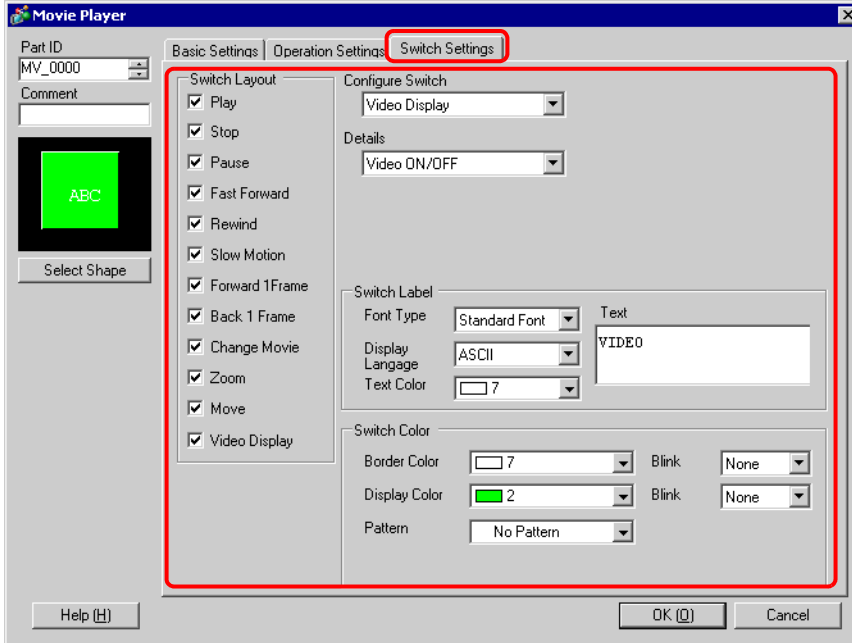 Movie Player
Part ID
MV_0000
Comment
ABC
Select Shape
Basic Settings
Operation Settings
Switch Settings
Switch Layout
Play
Stop
Pause
Fast Forward
Rewind
Slow Motion
Forward 1Frame
Back 1 Frame
Change Movie
Zoom
Move
Video Display
Configure Switch
Video Display
Details
Video ON/OFF
Switch Label
Font Type
Standard Font
Display
Langage
ASCII
Text Color
7
Text
VIDEO
Switch Color
Border Color
7
Blink
None
Display Color
2
Blink
None
Pattern
No Pattern
Help (H)
OK (O)
Cancel